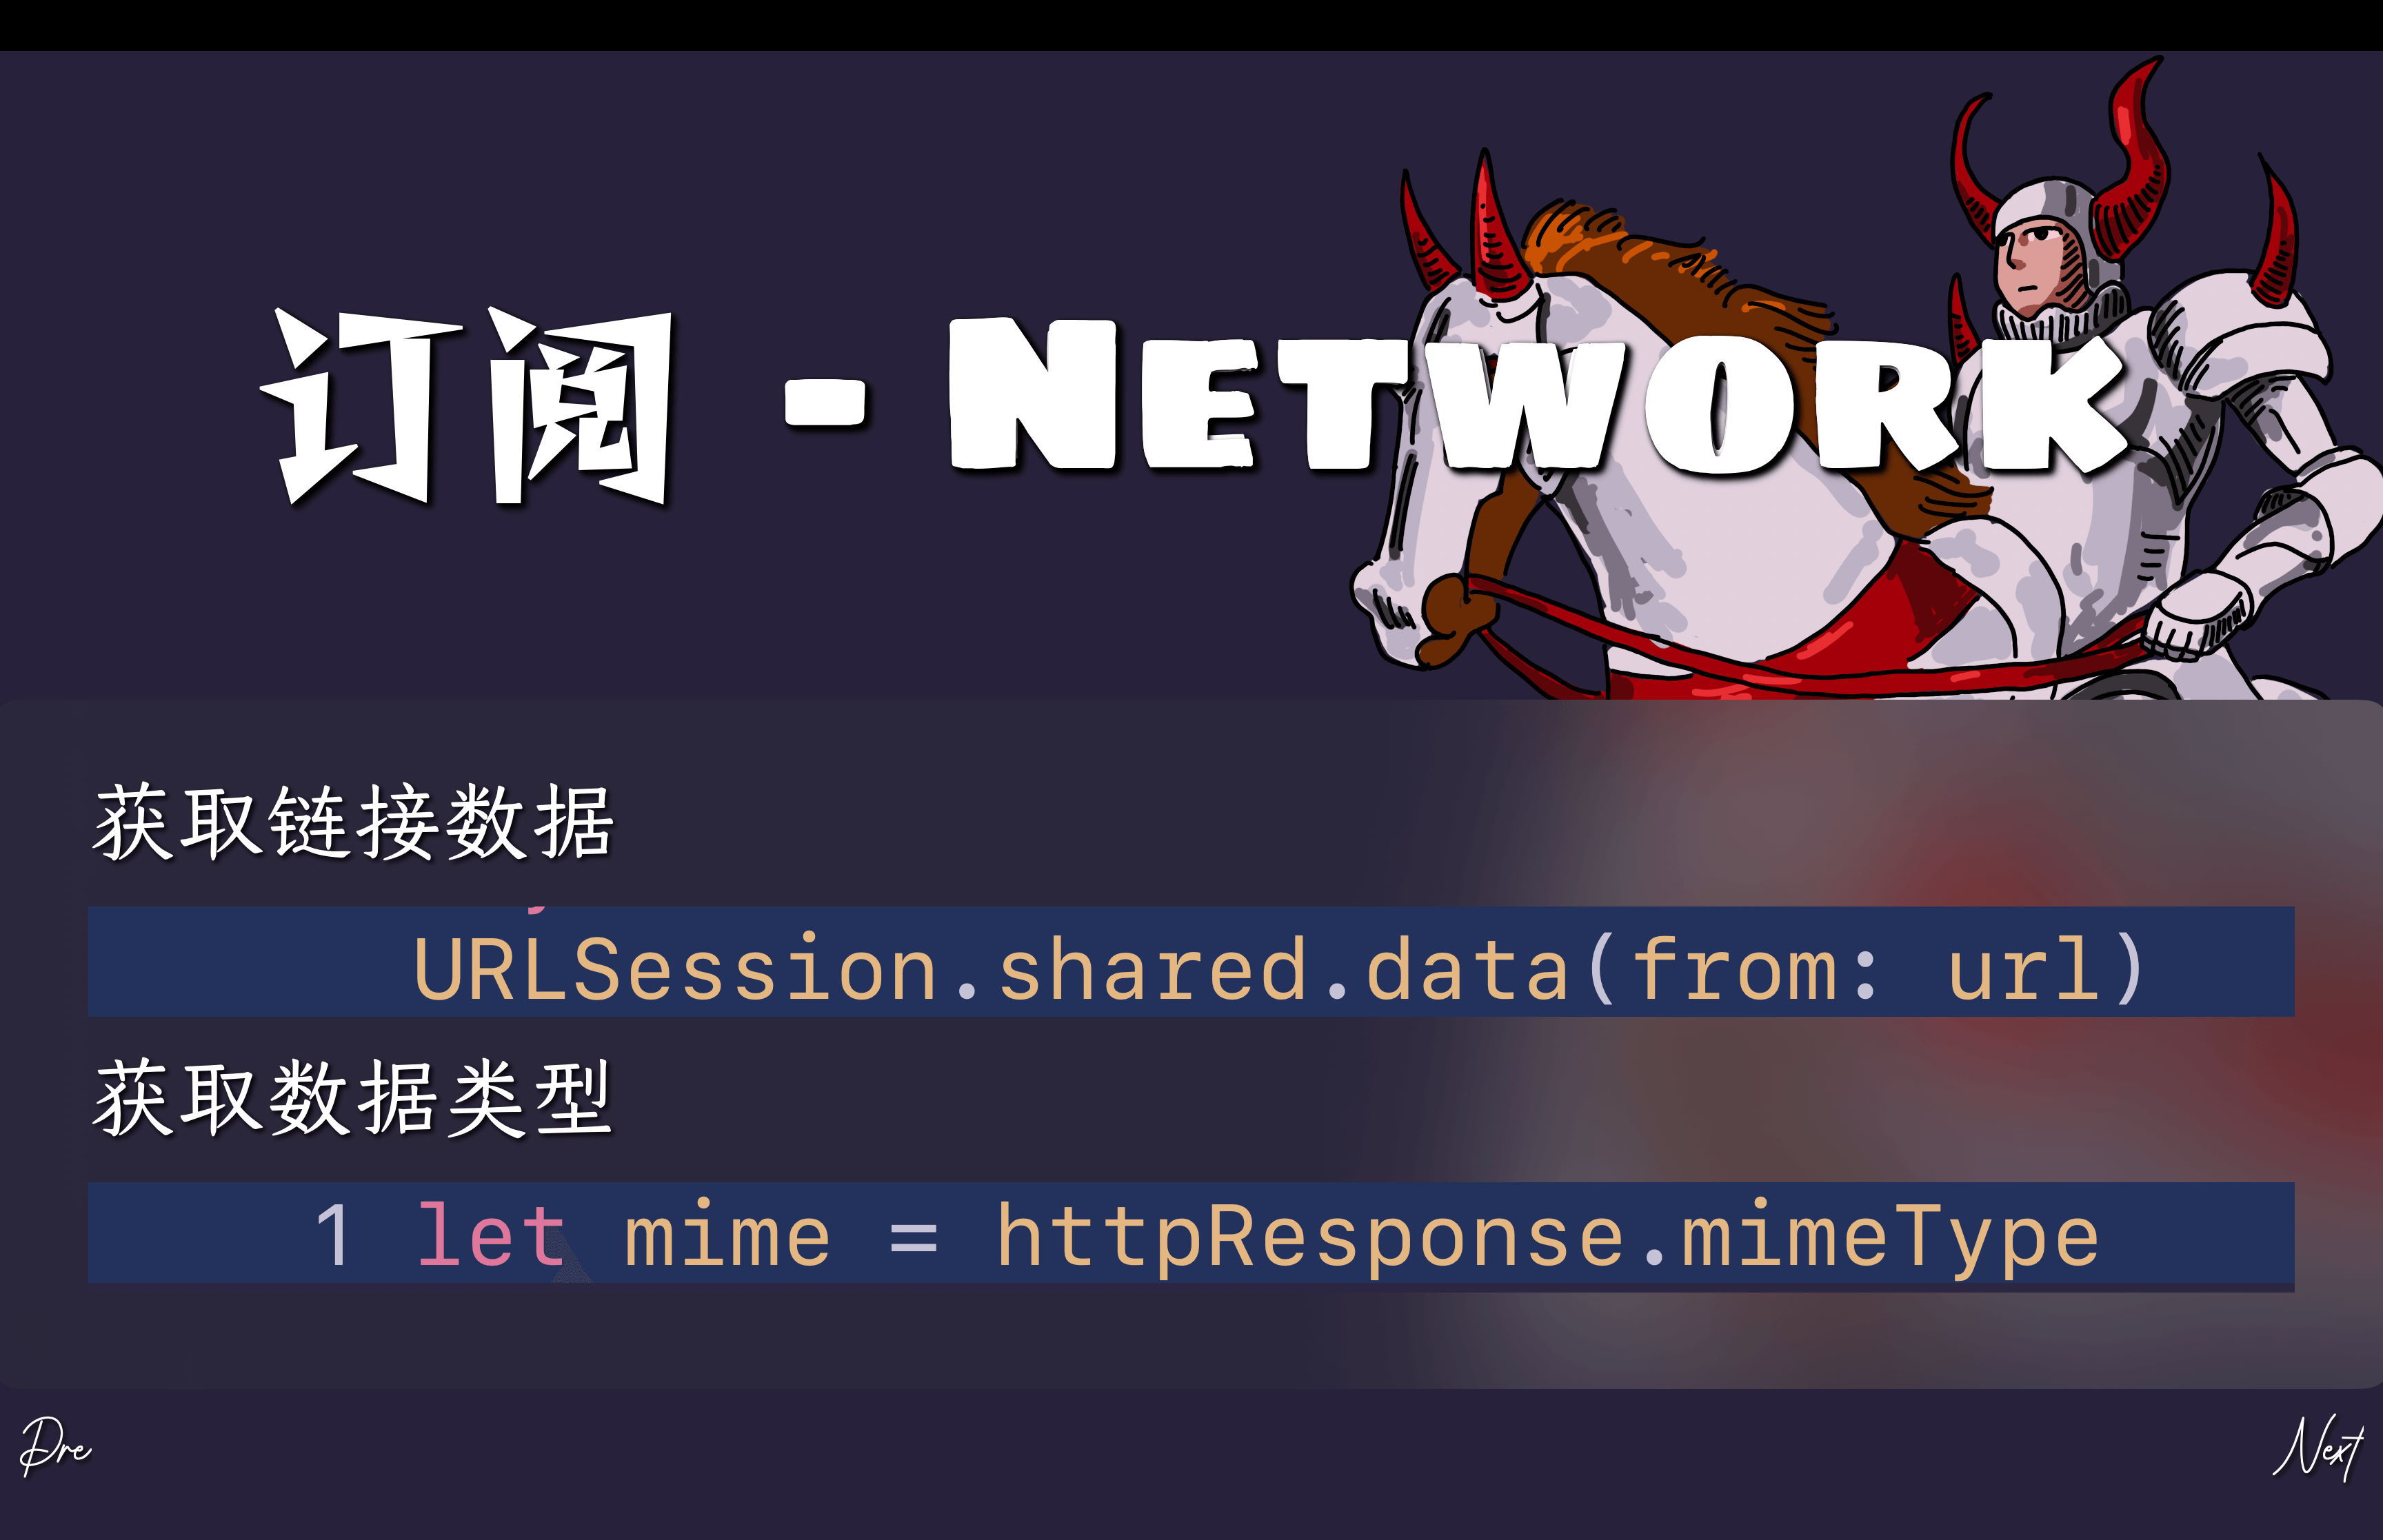 订阅 - Network
获取链接数据
URLSession.shared.data(from: url)
获取数据类型
1 let mime = httpResponse.mimeType
Pre
Next